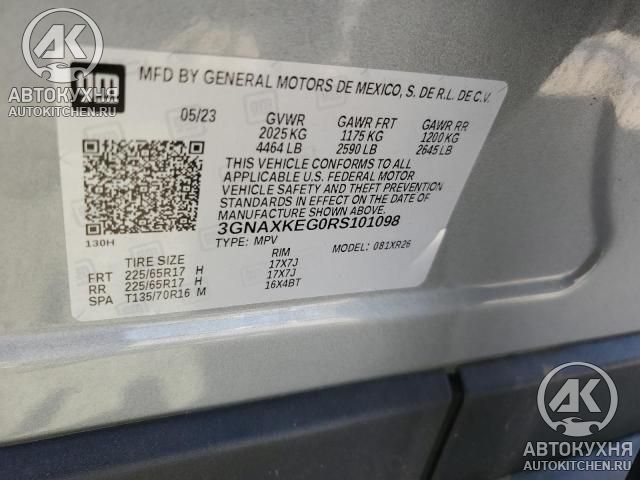 gm
MFD BY GENERAL MOTORS DE MEXICO, S. DE R.L. DE C.V.
05/23 GVWR GAWR FRT GAWR RR
2025 KG 1175 KG 1200 KG
4464 LB 2590 LB 2645 LB
THIS VEHICLE CONFORMS TO ALL
APPLICABLE U.S. FEDERAL MOTOR
VEHICLE SAFETY AND THEFT PREVENTION
STANDARDS IN EFFECT ON THE DATE OF
MANUFACTURE SHOWN ABOVE.
3GNAXKEG0RS101098
130H TYPE: MPV MODEL: 081XR26
TIRE SIZE RIM
FRT 225/65R17 H 17X7J
RR 225/65R17 H 17X7J
SPA T135/70R16 M 16X4BT
АК
АВТОКУХНЯ
AUTOKITCHEN.RU
АК
АВТОКУХНЯ
AUTOKITCHEN.RU